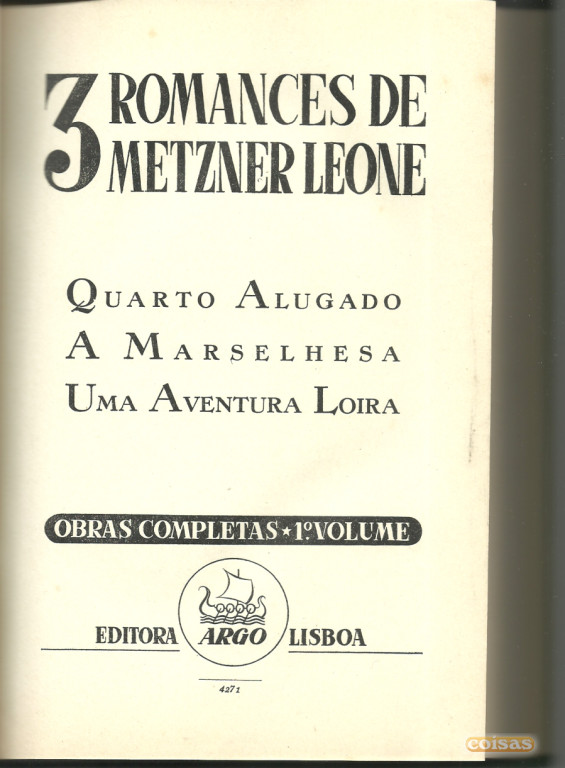 3 ROMANCES DE
METZNER LEONE
QUARTO ALUGADO
A MARSELHESA
UMA AVENTURA LOIRA
OBRAS COMPLETAS ★ 1º. VOLUME
EDITORA ARGO LISBOA
4271
coisas